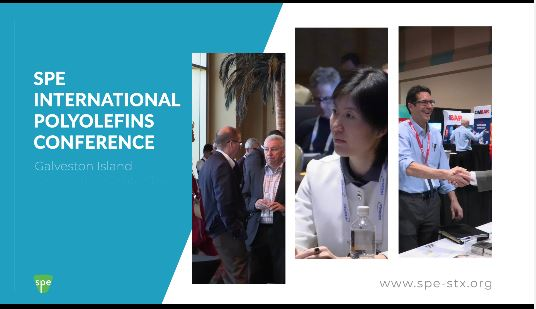 SPE
INTERNATIONAL
POLYOLEFINS
CONFERENCE
Galveston Island
spe
www.spe-stx.org